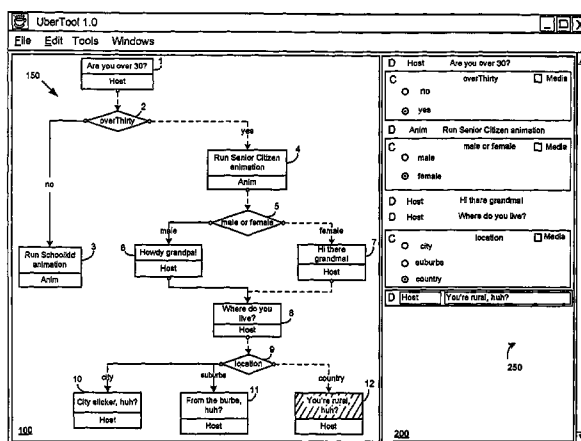 UberTool 1.0
File Edit Tools Windows
150
Are you over 30?
Host
1
overThirty
2
no
yes
Run Senior Citizen
animation
Anim
4
male or female
5
male
female
Run Schoolkid
animation
Anim
3
Howdy grandpa!
Host
6
Hi there
grandma!
Host
7
Where do you
live?
Host
8
location
9
city
suburbs
country
10
City slicker, huh?
Host
11
From the burbs,
huh?
Host
12
You're rural,
huh?
Host
100
D Host Are you over 30?
C overThirty Media
no
yes
D Anim Run Senior Citizen animation
C male or female Media
male
female
D Host Hi there grandma!
D Host Where do you live?
C location Media
city
suburbs
country
D Host You're rural, huh?
250
200